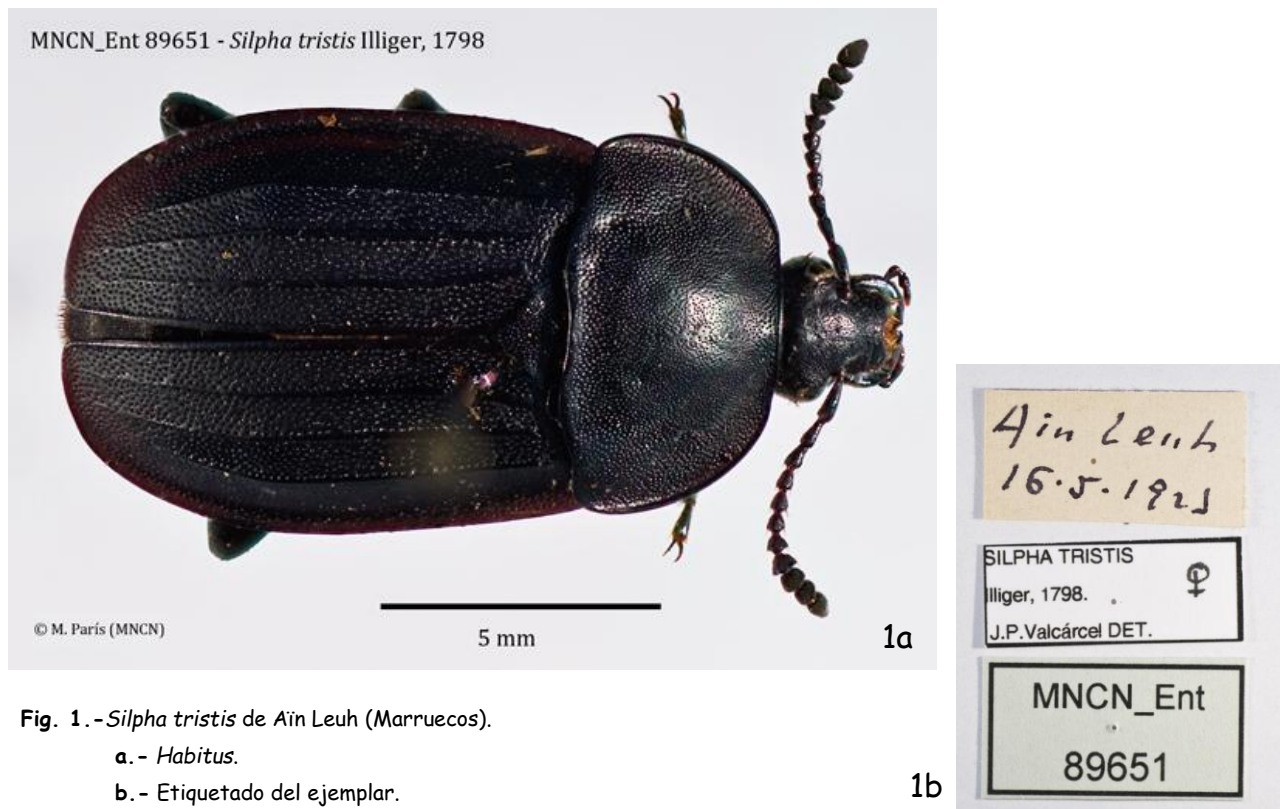 MNCN_Ent 89651 - Silpha tristis Illiger, 1798
© M. París (MNCN)
5 mm
1a
Ain Leuh
16.5.192
SILPHA TRISTIS
Illiger, 1798.
♀
J.P.Valcárcel DET.
MNCN_Ent
89651
1b
Fig. 1.-Silpha tristis de Aïn Leuh (Marruecos).
a.- Habitus.
b.- Etiquetado del ejemplar.